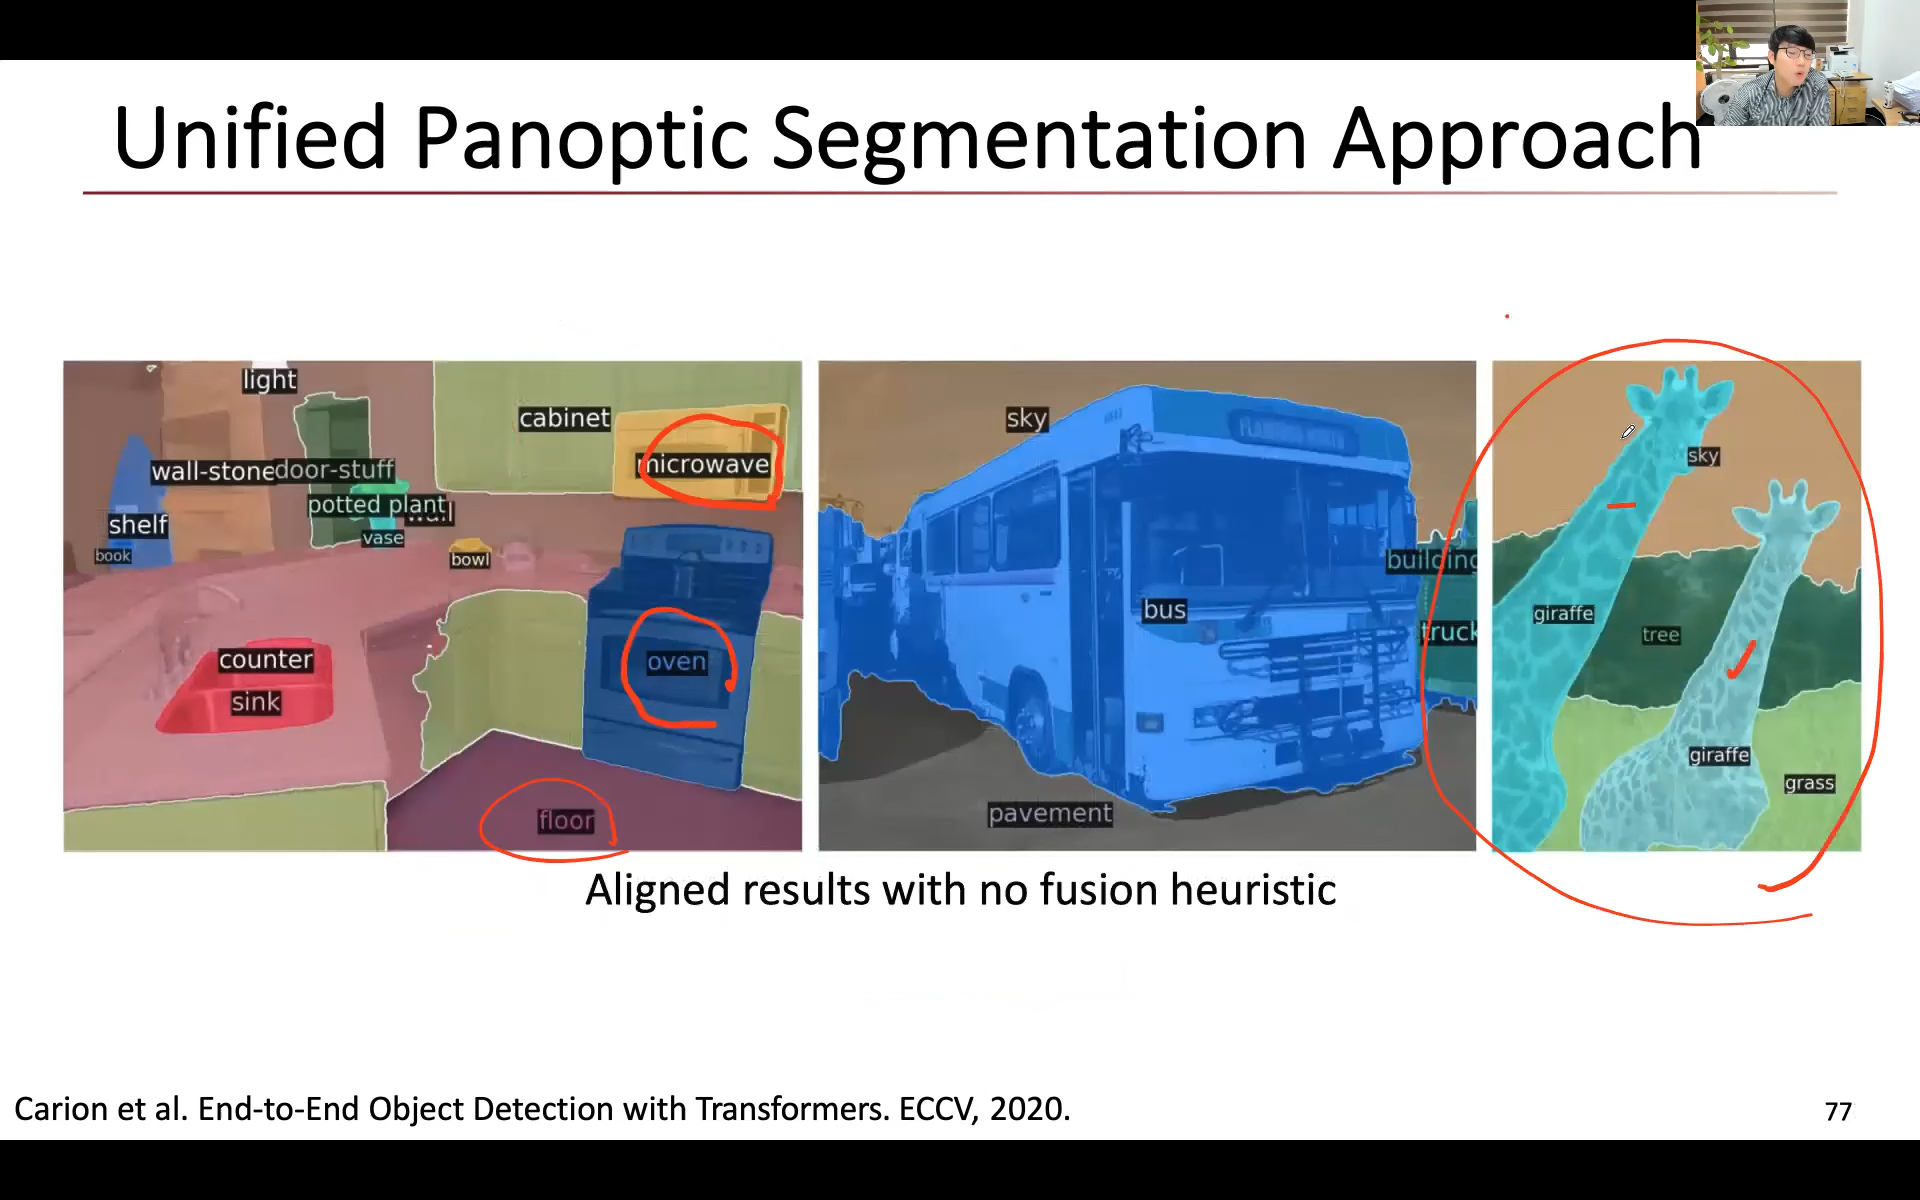 Unified Panoptic Segmentation Approach
light
cabinet
microwave
wall-stone
door-stuff
potted plant
wall
shelf
vase
book
bowl
counter
oven
sink
floor
sky
building
bus
truck
pavement
sky
giraffe
tree
giraffe
grass
Aligned results with no fusion heuristic
Carion et al. End-to-End Object Detection with Transformers. ECCV, 2020.
77